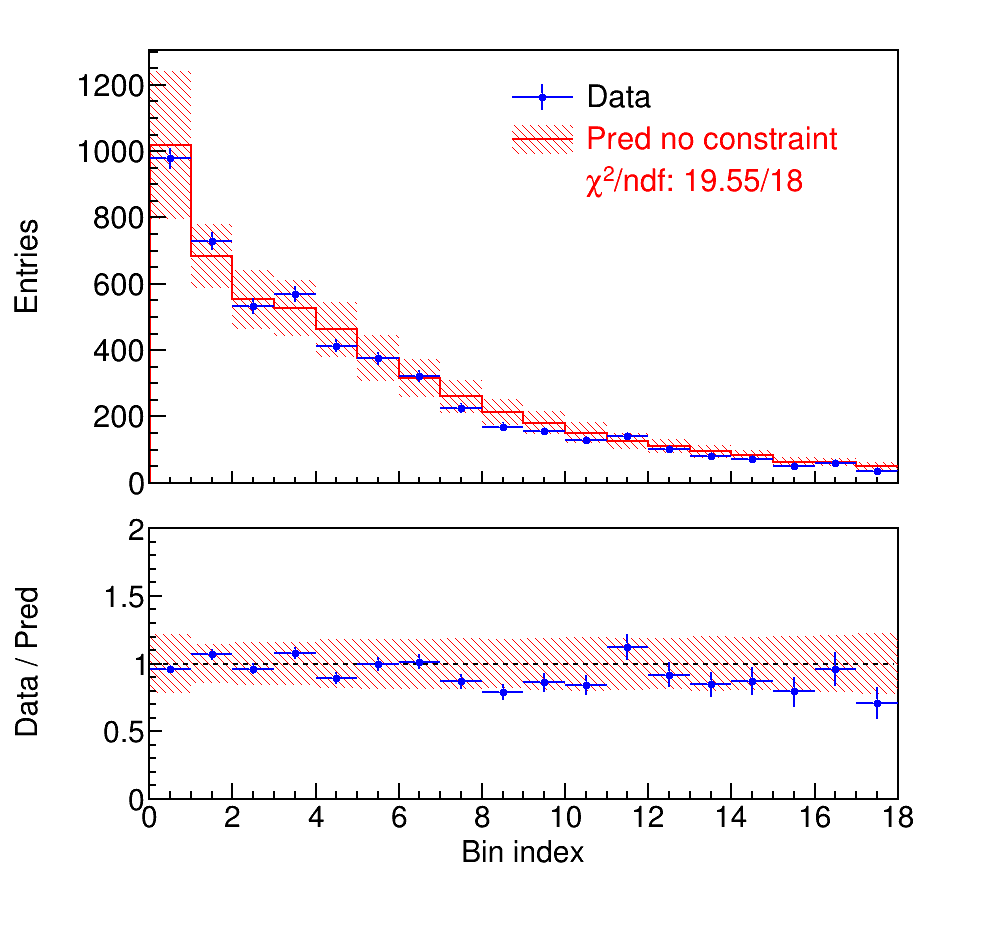 Entries
1200
1000
800
600
400
200
0
Data
Pred no constraint
χ²/ndf: 19.55/18
Data / Pred
2
1.5
1
0.5
0
0 2 4 6 8 10 12 14 16 18
Bin index